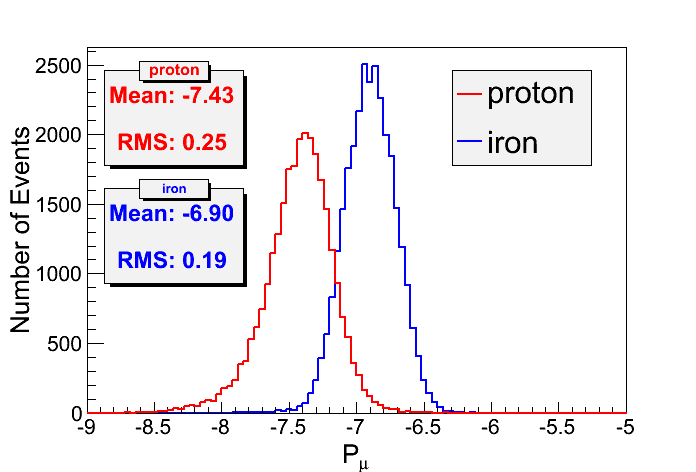 proton
Mean: -7.43
RMS: 0.25
iron
Mean: -6.90
RMS: 0.19
proton
iron
Number of Events
2500
2000
1500
1000
500
0
-9 -8.5 -8 -7.5 -7 -6.5 -6 -5.5 -5
Pμ